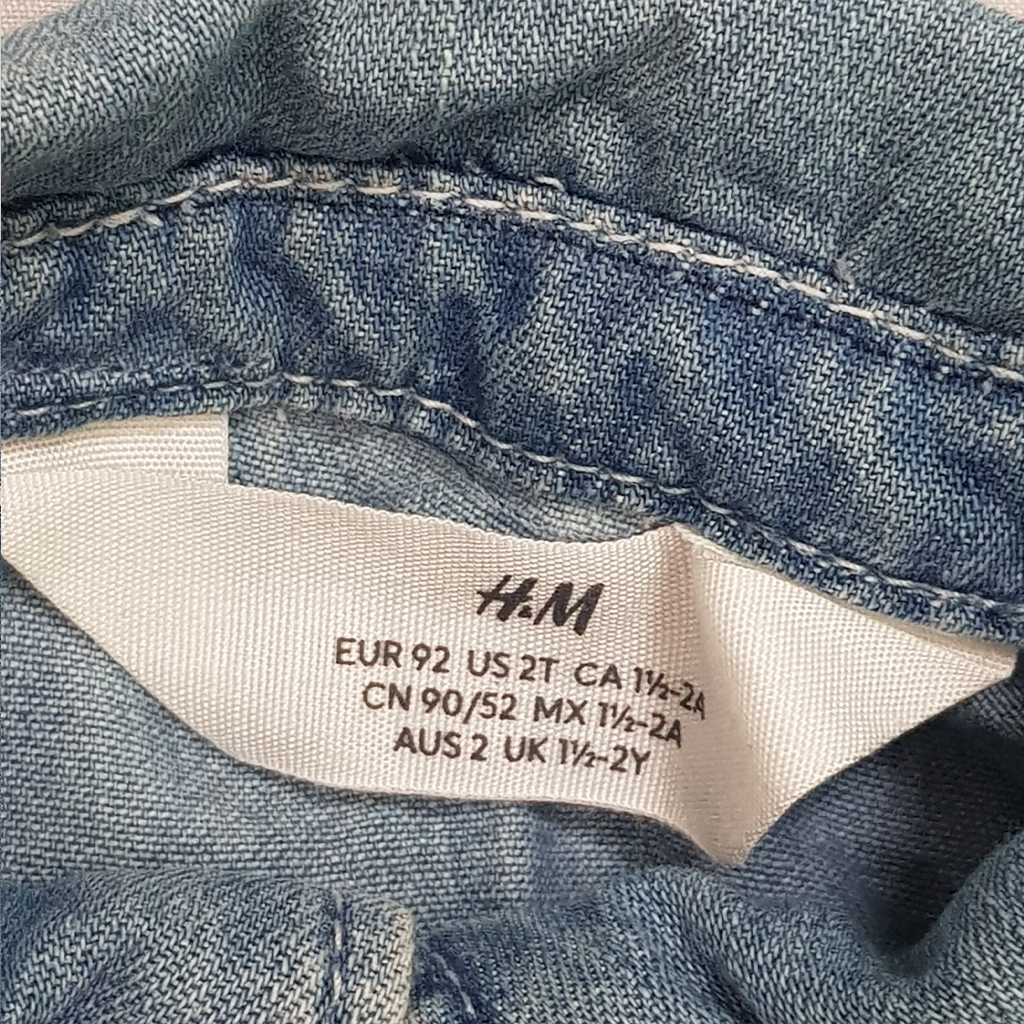 H&M
EUR 92 US 2T CA 1½-2A
CN 90/52 MX 1½-2A
AUS 2 UK 1½-2Y